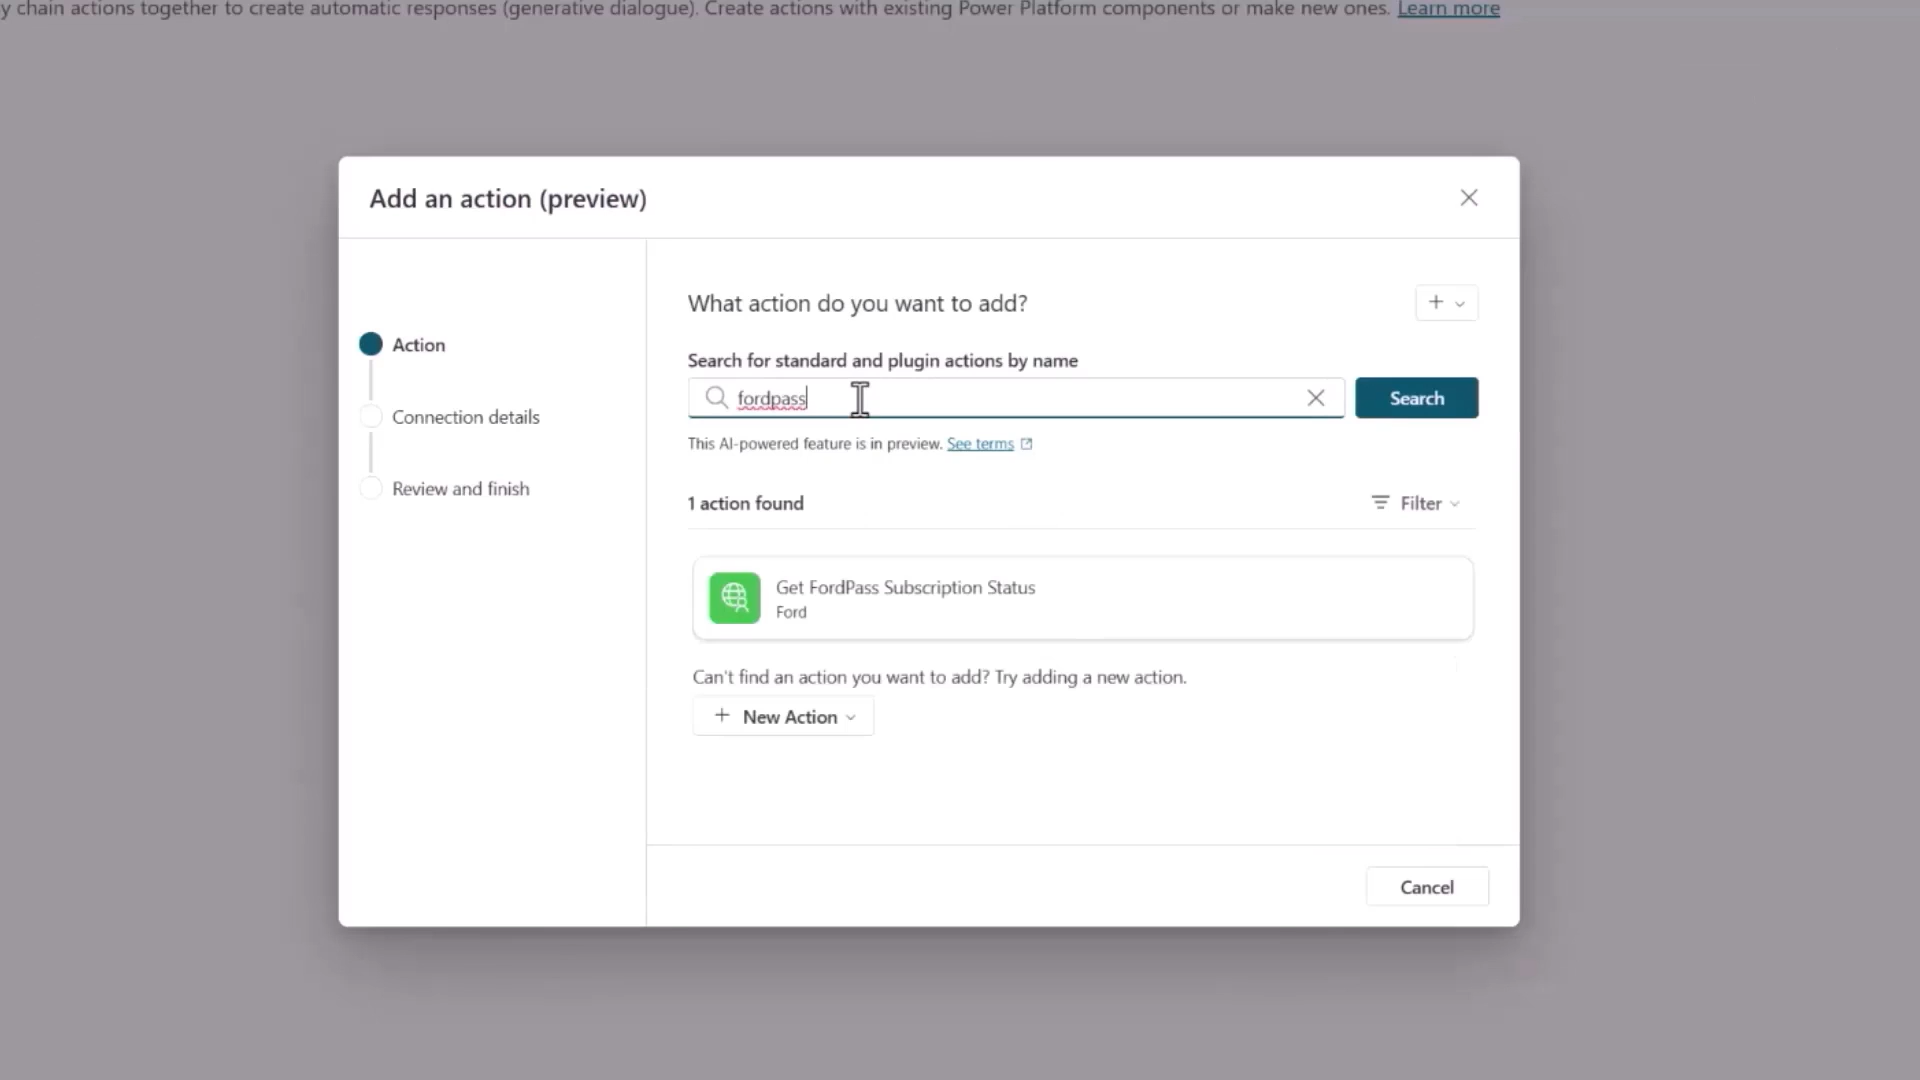 y chain actions together to create automatic responses (generative dialogue). Create actions with existing Power Platform components or make new ones. Learn more
Add an action (preview)
Action
Connection details
Review and finish
What action do you want to add?
Search for standard and plugin actions by name
fordpass
Search
This AI-powered feature is in preview. See terms
1 action found
Filter
Get FordPass Subscription Status
Ford
Can't find an action you want to add? Try adding a new action.
New Action
Cancel